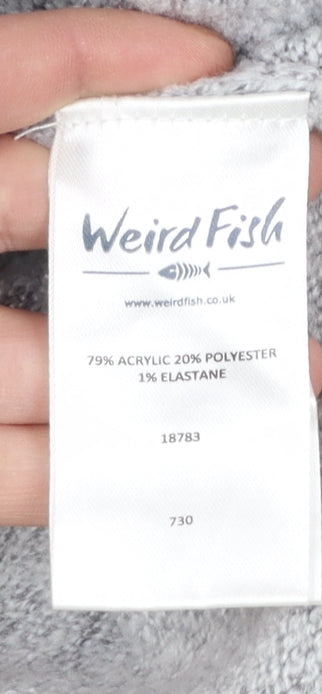 Weird Fish
www.weirdfish.co.uk
79% ACRYLIC 20% POLYESTER
1% ELASTANE
18783
730